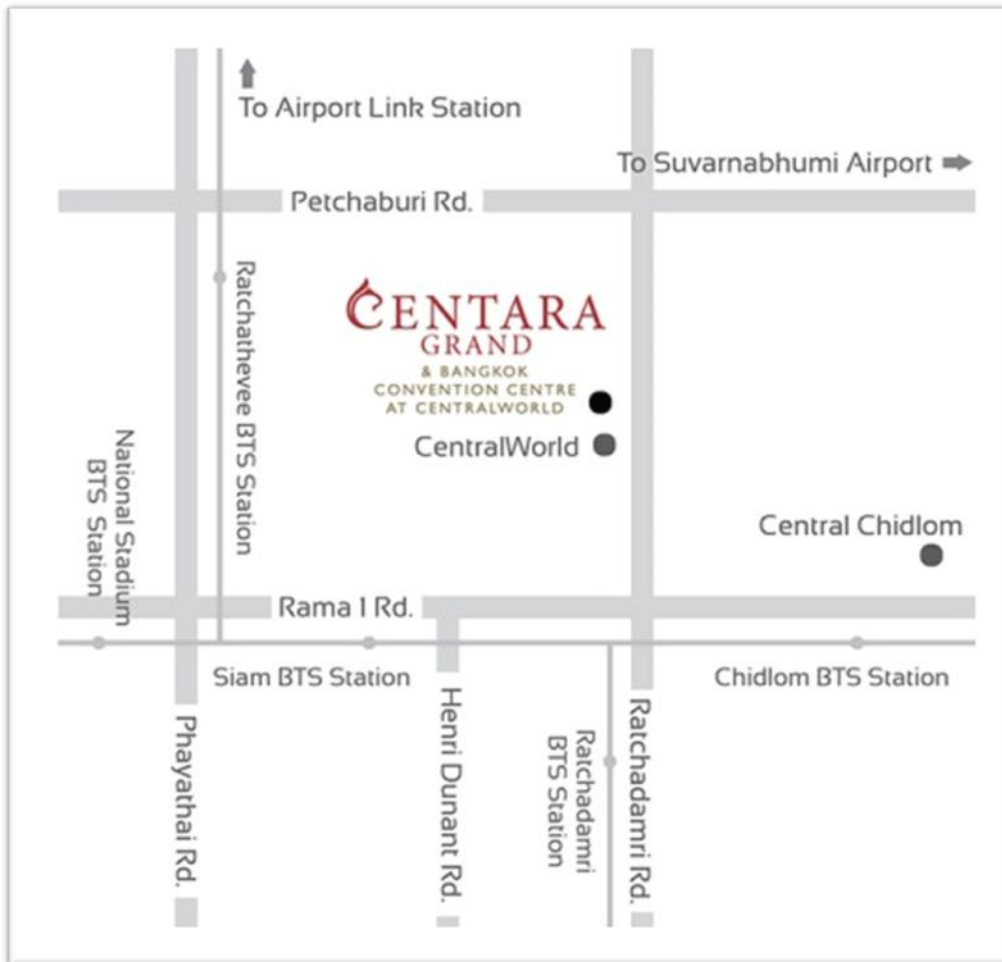 To Airport Link Station
To Suvarnabhumi Airport
Petchaburi Rd.
CENTARA
GRAND
& BANGKOK
CONVENTION CENTRE
AT CENTRALWORLD
CentralWorld
Ratchathevee BTS Station
National Stadium
BTS Station
Central Chidlom
Rama 1 Rd.
Siam BTS Station
Chidlom BTS Station
Phayathai Rd.
Henri Dunant Rd.
Ratchadamri
BTS Station
Ratchadamri Rd.